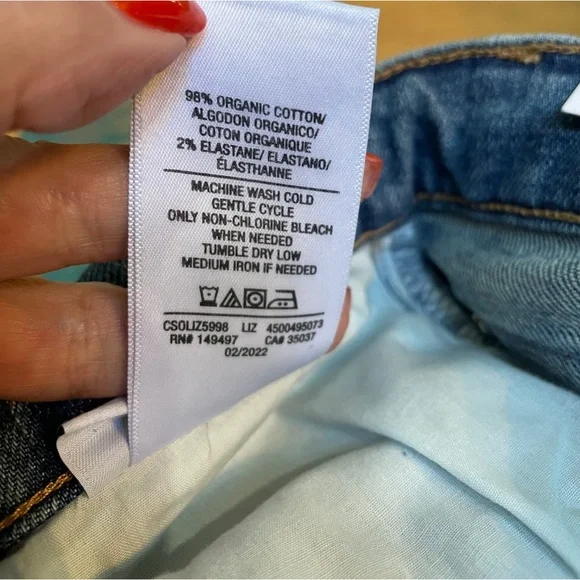 98% ORGANIC COTTON/
ALGODON ORGANICO/
COTON ORGANIQUE
2% ELASTANE/ ELASTANO/
ÉLASTHANNE
MACHINE WASH COLD
GENTLE CYCLE
ONLY NON-CHLORINE BLEACH
WHEN NEEDED
TUMBLE DRY LOW
MEDIUM IRON IF NEEDED
CSOLIZ5998 LIZ 4500495073
RN# 149497 CA# 35037
02/2022